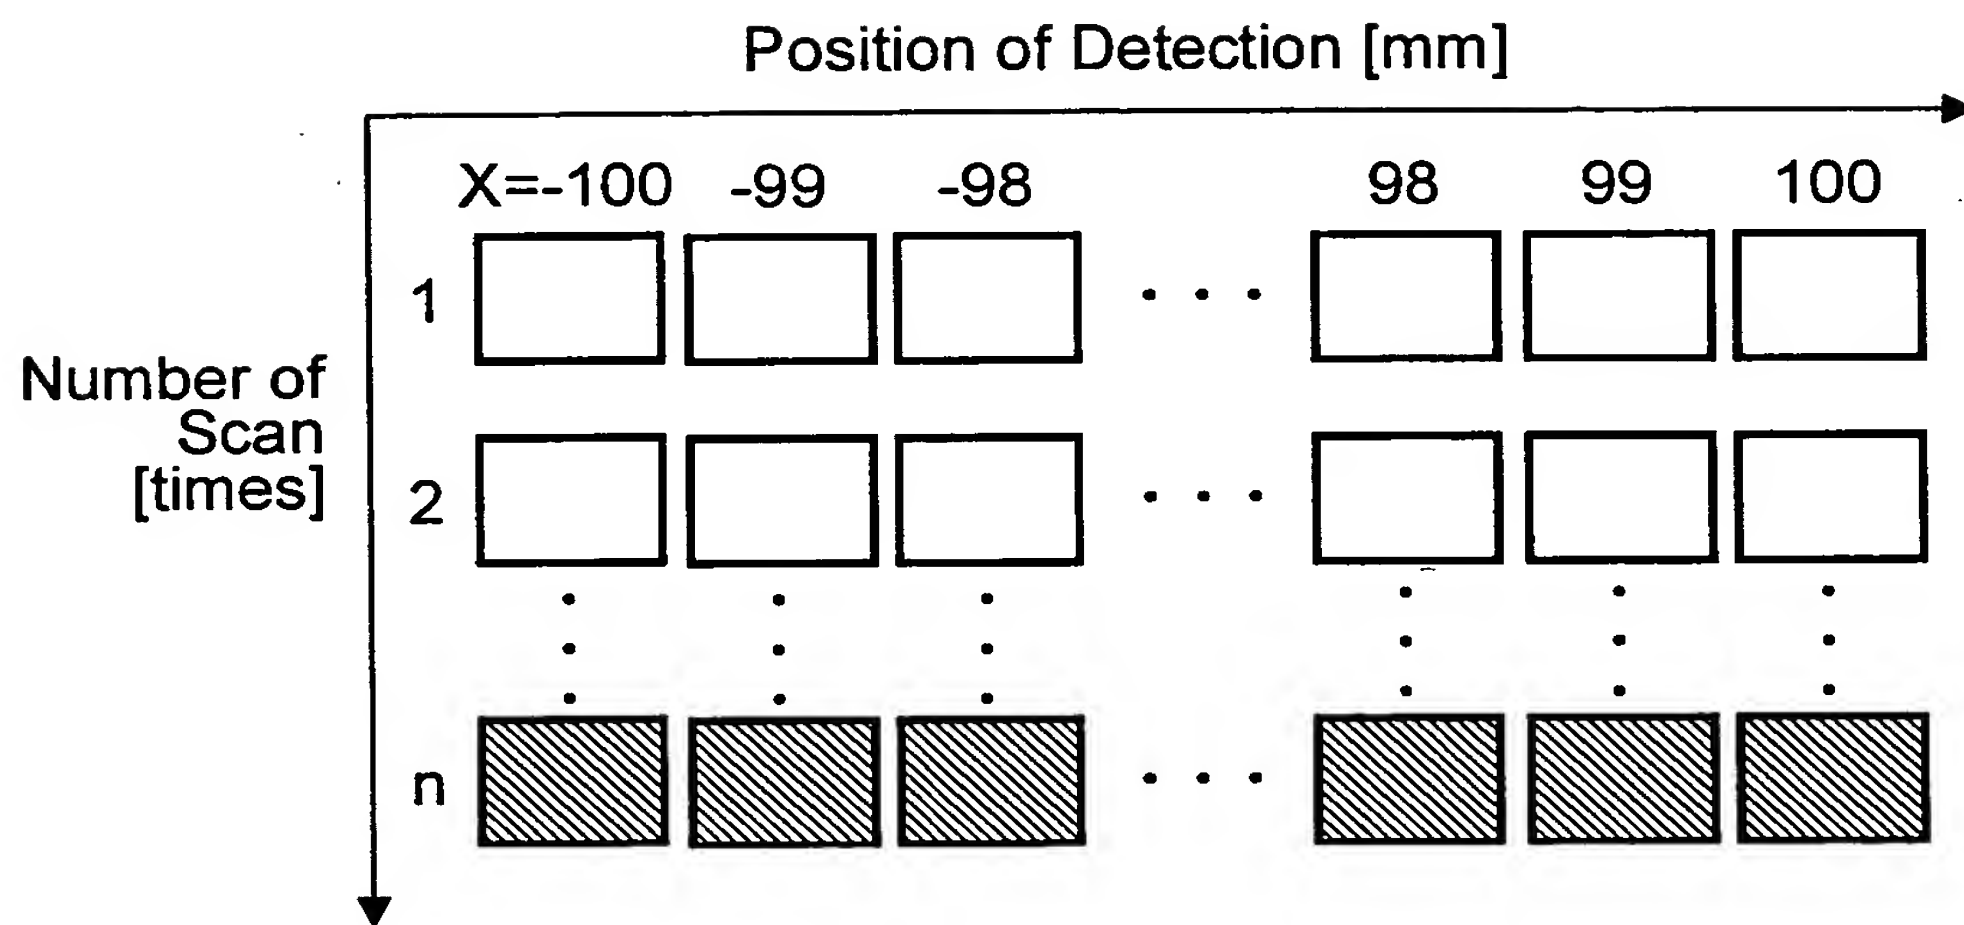 Position of Detection [mm]
X=-100 -99 -98 98 99 100
1
Number of
Scan
[times]
2
n